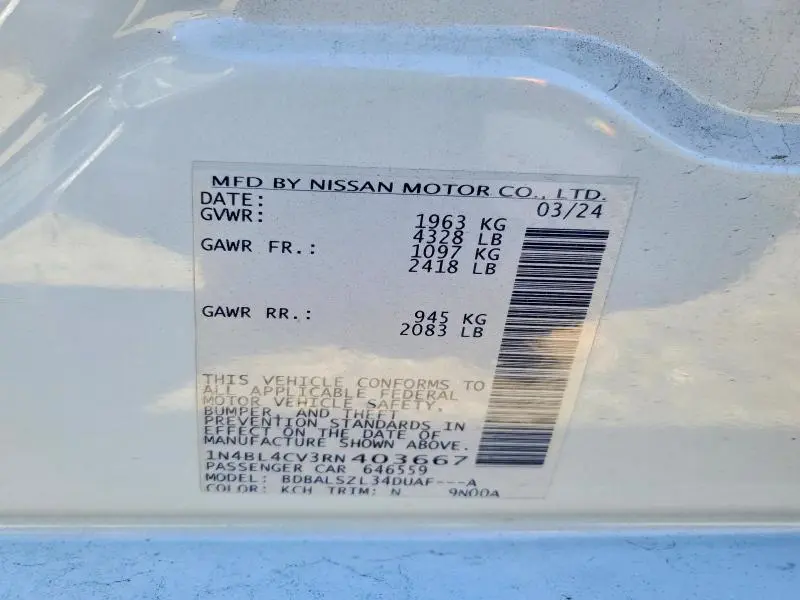 MFD BY NISSAN MOTOR CO., LTD.
DATE: 03/24
GVWR: 1963 KG
4328 LB
GAWR FR.: 1097 KG
2418 LB
GAWR RR.: 945 KG
2083 LB
THIS VEHICLE CONFORMS TO
ALL APPLICABLE FEDERAL
MOTOR VEHICLE SAFETY,
BUMPER, AND THEFT
PREVENTION STANDARDS IN
EFFECT ON THE DATE OF
MANUFACTURE SHOWN ABOVE.
1N4BL4CV3RN403667
PASSENGER CAR 646559
MODEL: BDBALSZL34DUAF---A
COLOR: KCH TRIM: N 9N00A